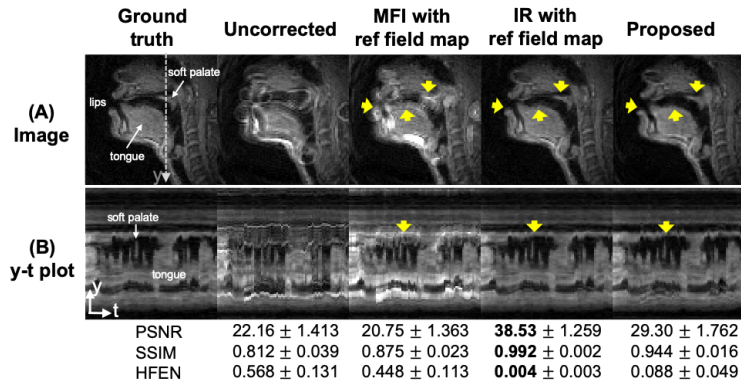 Ground truth
Uncorrected
MFI with ref field map
IR with ref field map
Proposed
(A) Image
soft palate
lips
tongue
y
(B) y-t plot
soft palate
tongue
y
t
PSNR 22.16 ± 1.413 20.75 ± 1.363 38.53 ± 1.259 29.30 ± 1.762
SSIM 0.812 ± 0.039 0.875 ± 0.023 0.992 ± 0.002 0.944 ± 0.016
HFEN 0.568 ± 0.131 0.448 ± 0.113 0.004 ± 0.003 0.088 ± 0.049